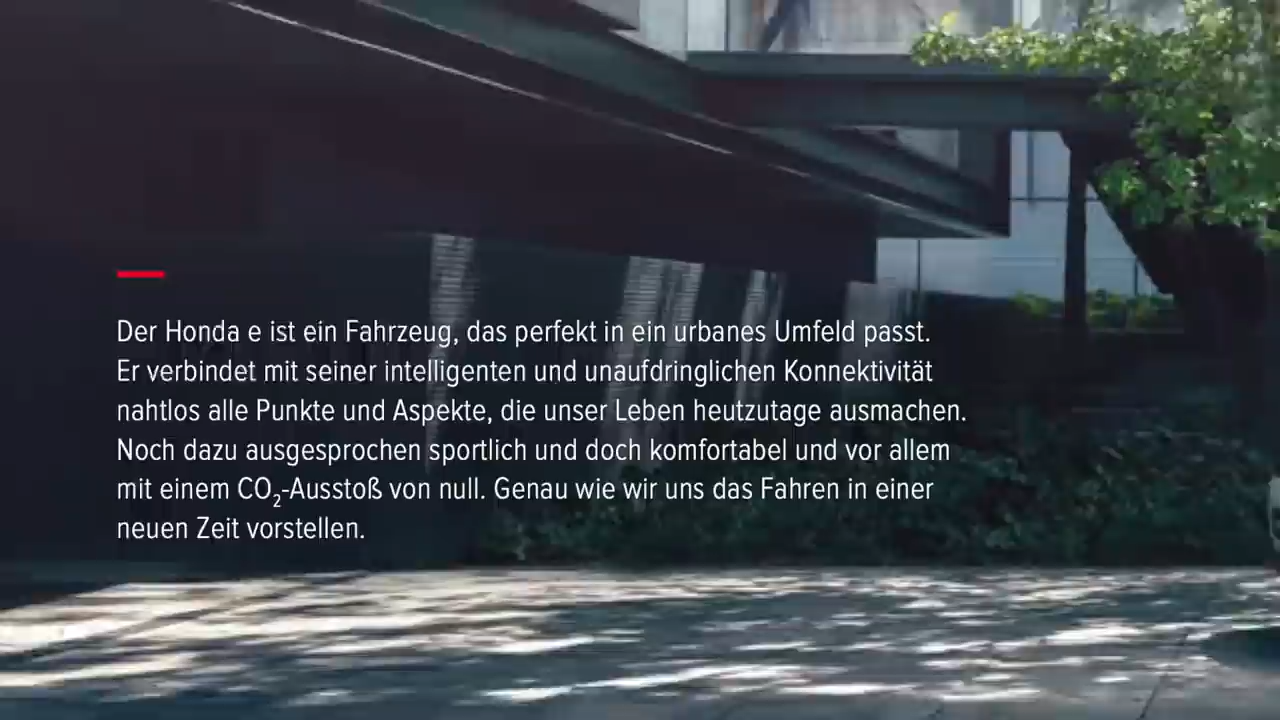 Der Honda e ist ein Fahrzeug, das perfekt in ein urbanes Umfeld passt.
Er verbindet mit seiner intelligenten und unaufdringlichen Konnektivität
nahtlos alle Punkte und Aspekte, die unser Leben heutzutage ausmachen.
Noch dazu ausgesprochen sportlich und doch komfortabel und vor allem
mit einem CO₂-Ausstoß von null. Genau wie wir uns das Fahren in einer
neuen Zeit vorstellen.